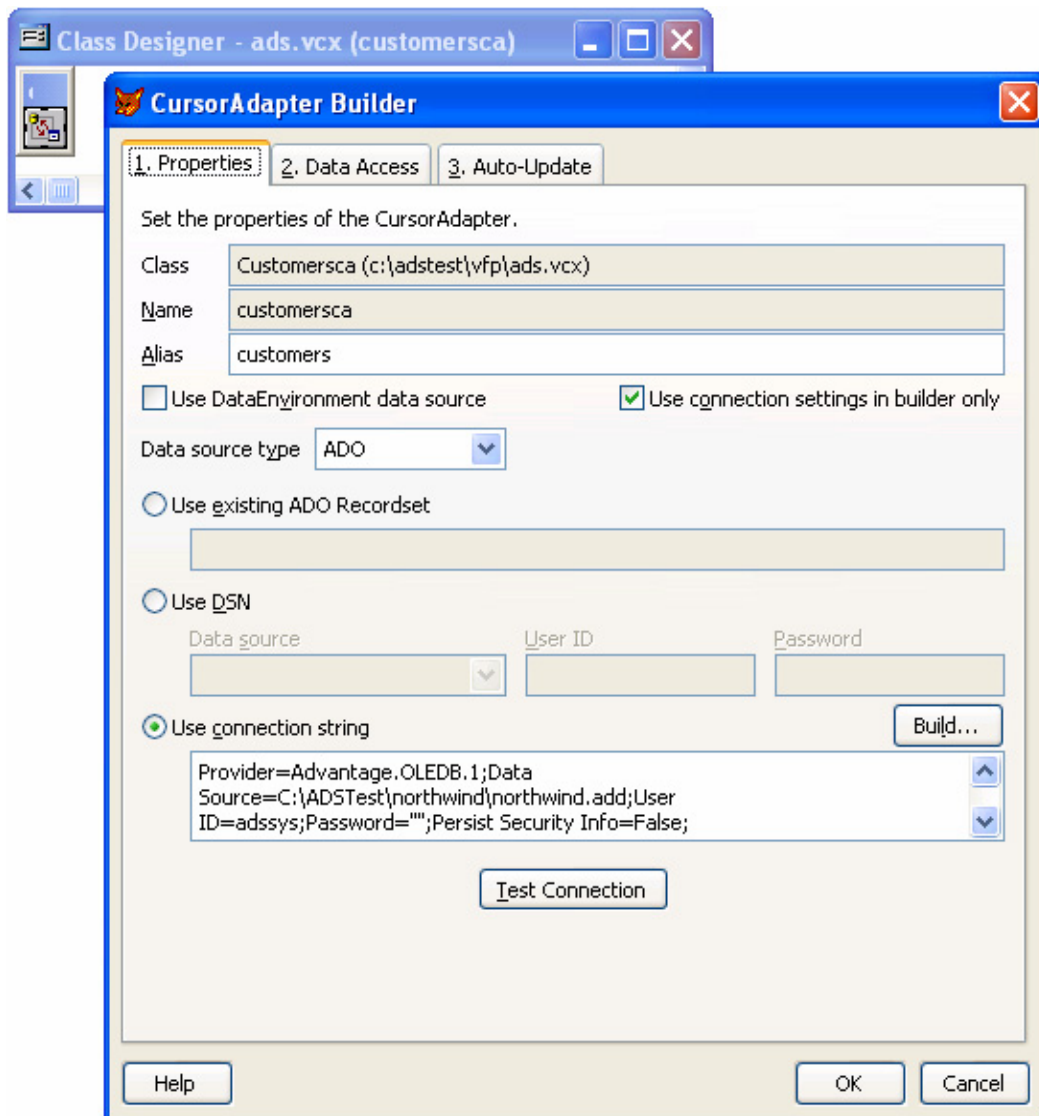 Class Designer - ads.vcx (customersca)
CursorAdapter Builder
1. Properties
2. Data Access
3. Auto-Update
Set the properties of the CursorAdapter.
Class
Customersca (c:\adstest\vfp\ads.vcx)
Name
customersca
Alias
customers
Use DataEnvironment data source
Use connection settings in builder only
Data source type
ADO
Use existing ADO Recordset
Use DSN
Data source
User ID
Password
Use connection string
Build...
Provider=Advantage.OLEDB.1;Data
Source=C:\ADSTest\northwind\northwind.add;User
ID=adssys;Password="";Persist Security Info=False;
Test Connection
Help
OK
Cancel